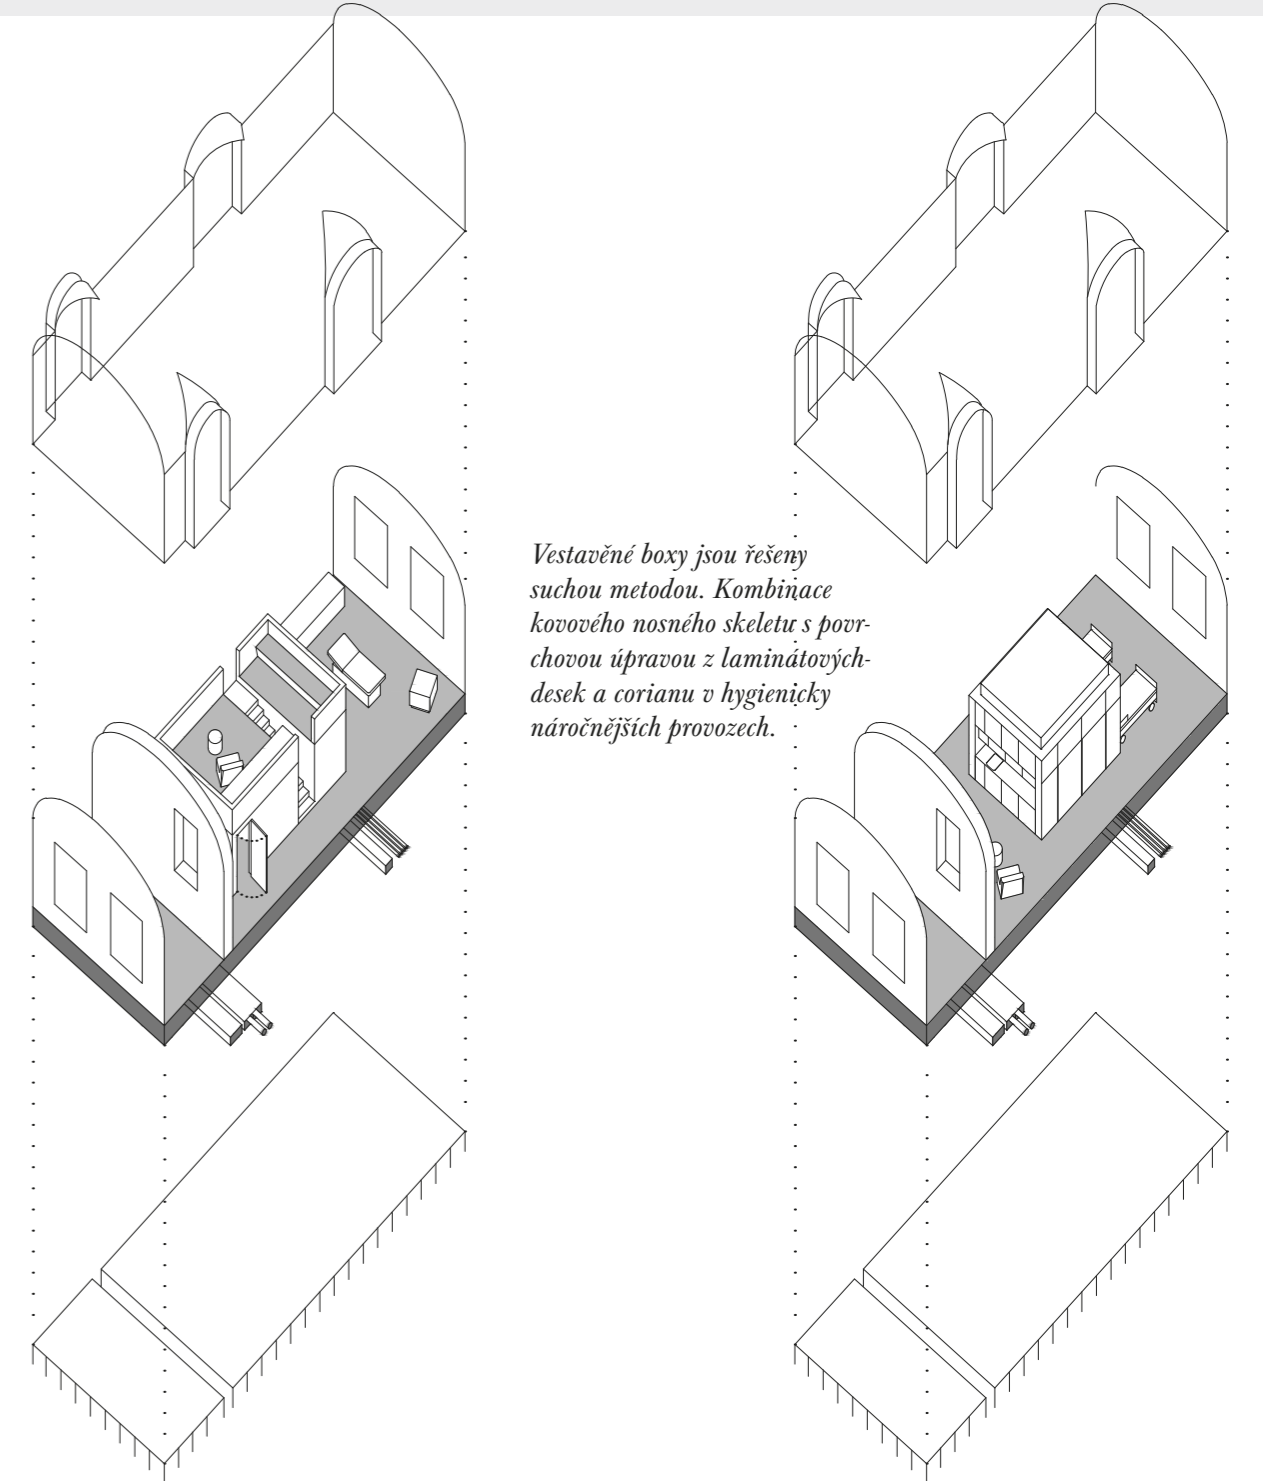 Vestavěné boxy jsou řešeny
suchou metodou. Kombinace
kovového nosného skeletu s povr-
chovou úpravou z laminátových-
desek a corianu v hygienicky
náročnějších provozech.